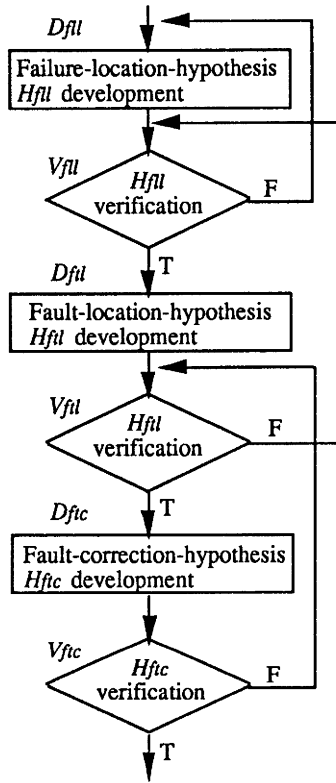 Dfll
Failure-location-hypothesis
Hfll development
Vfll
Hfll
verification
F
T
Dftl
Fault-location-hypothesis
Hftl development
Vftl
Hftl
verification
F
T
Dftc
Fault-correction-hypothesis
Hftc development
Vftc
Hftc
verification
F
T